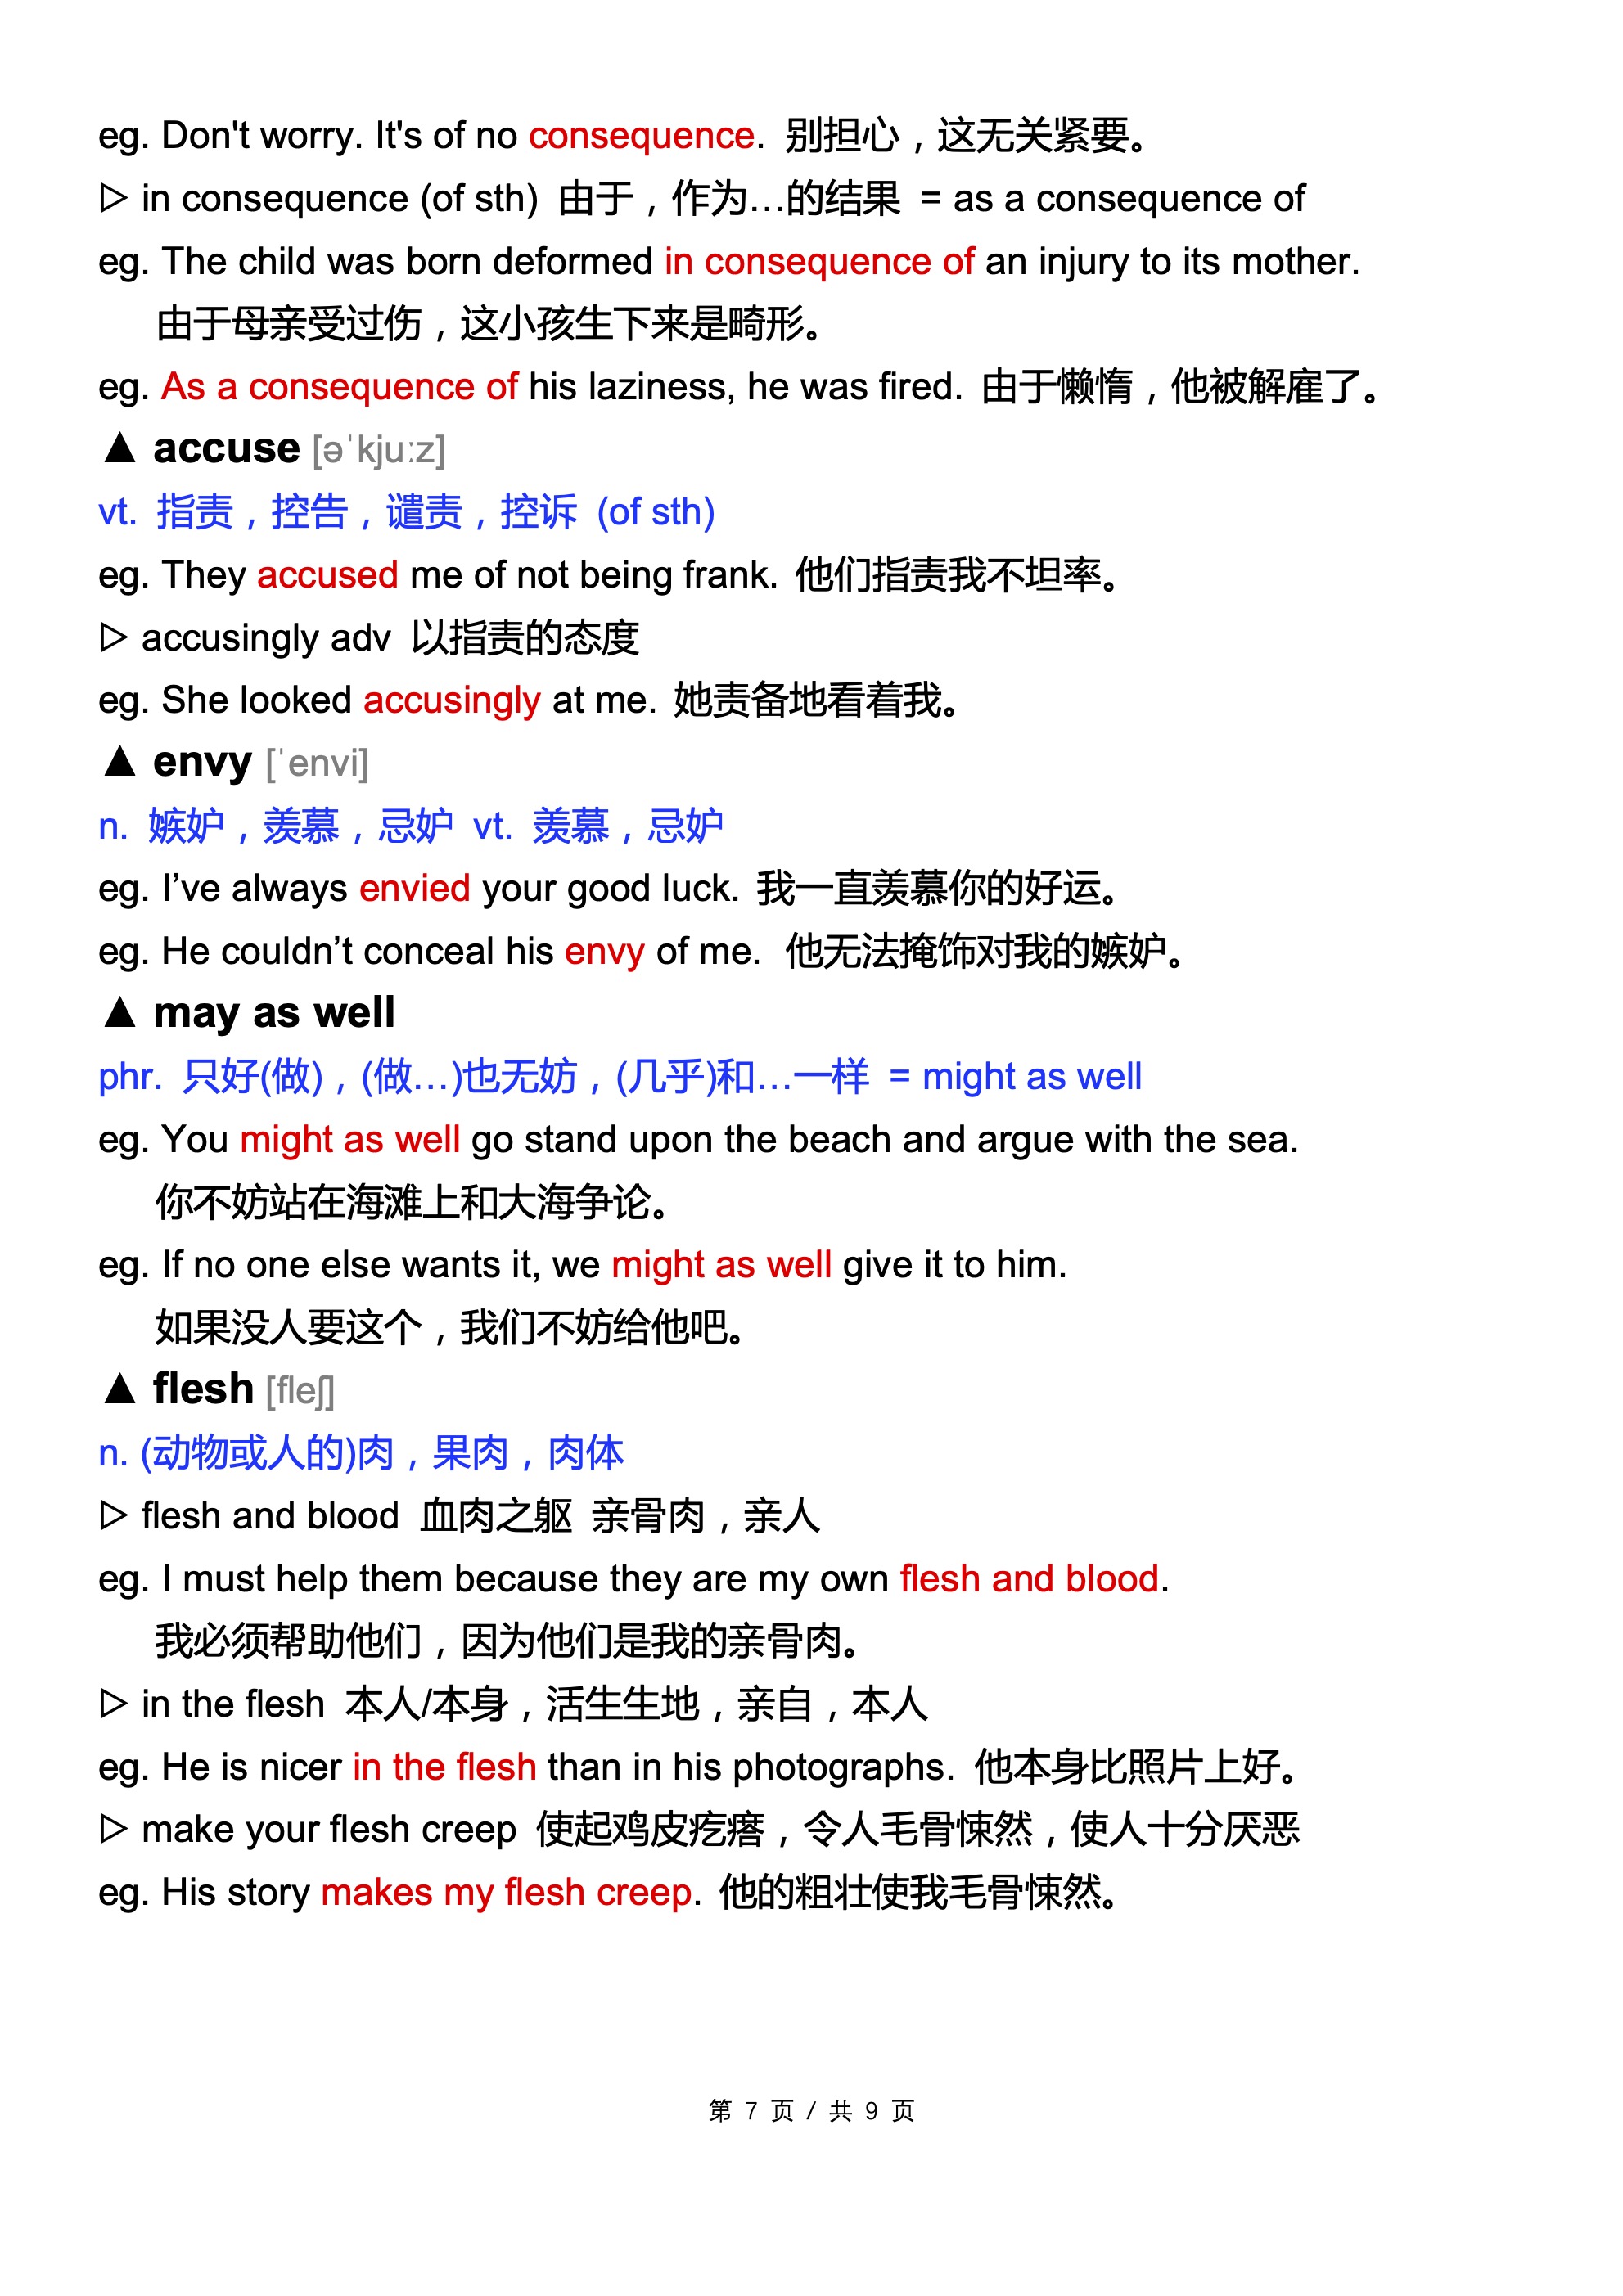 eg. Don't worry. It's of no consequence. 别担心，这无关紧要。
▷ in consequence (of sth) 由于，作为…的结果 = as a consequence of
eg. The child was born deformed in consequence of an injury to its mother.
由于母亲受过伤，这小孩生下来是畸形。
eg. As a consequence of his laziness, he was fired. 由于懒惰，他被解雇了。
▲ accuse [əˈkjuːz]
vt. 指责，控告，谴责，控诉 (of sth)
eg. They accused me of not being frank. 他们指责我不坦率。
▷ accusingly adv 以指责的态度
eg. She looked accusingly at me. 她责备地看着我。
▲ envy [ˈenvi]
n. 嫉妒，羡慕，忌妒 vt. 羡慕，忌妒
eg. I’ve always envied your good luck. 我一直羡慕你的好运。
eg. He couldn’t conceal his envy of me. 他无法掩饰对我的嫉妒。
▲ may as well
phr. 只好(做)，(做…)也无妨，(几乎)和…一样 = might as well
eg. You might as well go stand upon the beach and argue with the sea.
你不妨站在海滩上和大海争论。
eg. If no one else wants it, we might as well give it to him.
如果没人要这个，我们不妨给他吧。
▲ flesh [fleʃ]
n. (动物或人的)肉，果肉，肉体
▷ flesh and blood 血肉之躯 亲骨肉，亲人
eg. I must help them because they are my own flesh and blood.
我必须帮助他们，因为他们是我的亲骨肉。
▷ in the flesh 本人/本身，活生生地，亲自，本人
eg. He is nicer in the flesh than in his photographs. 他本身比照片上好。
▷ make your flesh creep 使起鸡皮疙瘩，令人毛骨悚然，使人十分厌恶
eg. His story makes my flesh creep. 他的粗壮使我毛骨悚然。
第 7 页 / 共 9 页